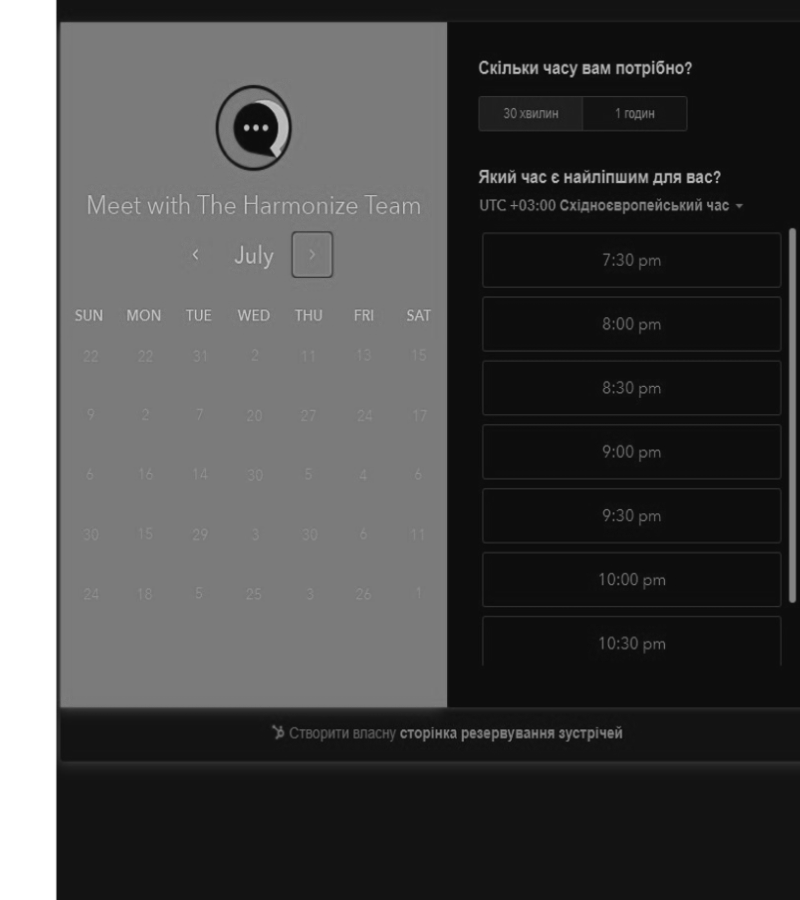 Meet with The Harmonize Team
July
SUN MON TUE WED THU FRI SAT
22 22 31 2 11 13 15
9 2 7 20 27 24 17
6 16 14 30 5 4 6
30 15 29 3 30 6 11
24 18 5 25 3 26 1
Скільки часу вам потрібно?
30 хвилин 1 годин
Який час є найліпшим для вас?
UTC +03:00 Східноєвропейський час
7:30 pm
8:00 pm
8:30 pm
9:00 pm
9:30 pm
10:00 pm
10:30 pm
Створити власну сторінка резервування зустрічей